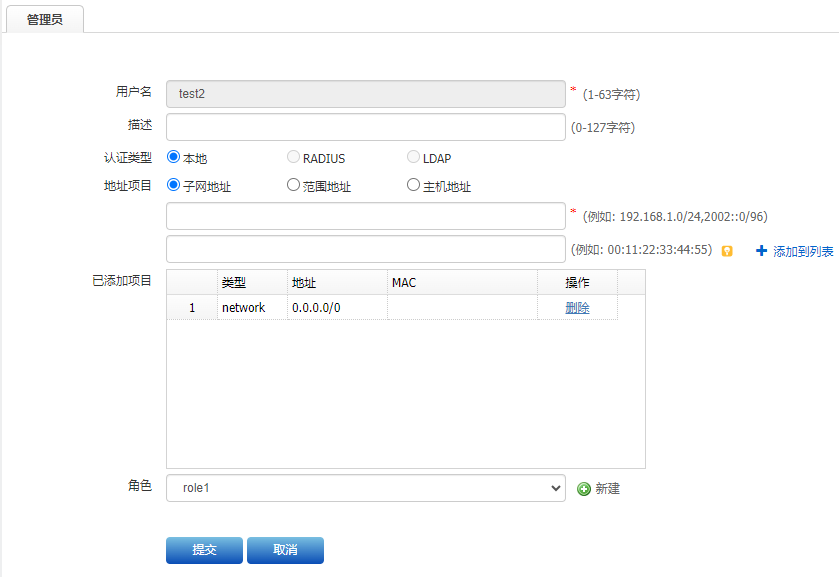 管理员
用户名 test2 * (1-63字符)
描述 (0-127字符)
认证类型 本地 RADIUS LDAP
地址项目 子网地址 范围地址 主机地址
* (例如: 192.168.1.0/24,2002::0/96)
(例如: 00:11:22:33:44:55) ? 添加到列表
已添加项目 类型 地址 MAC 操作
1 network 0.0.0.0/0 删除
角色 role1 新建
提交 取消